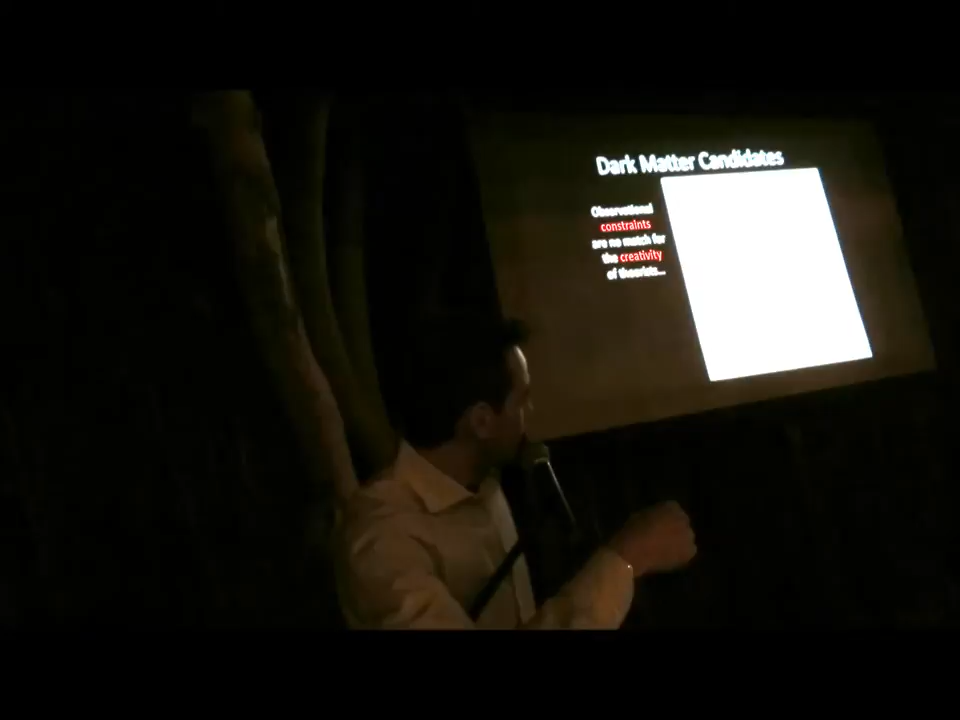 Dark Matter Candidates
Observational
constraints
are no match for
the creativity
of theorists...